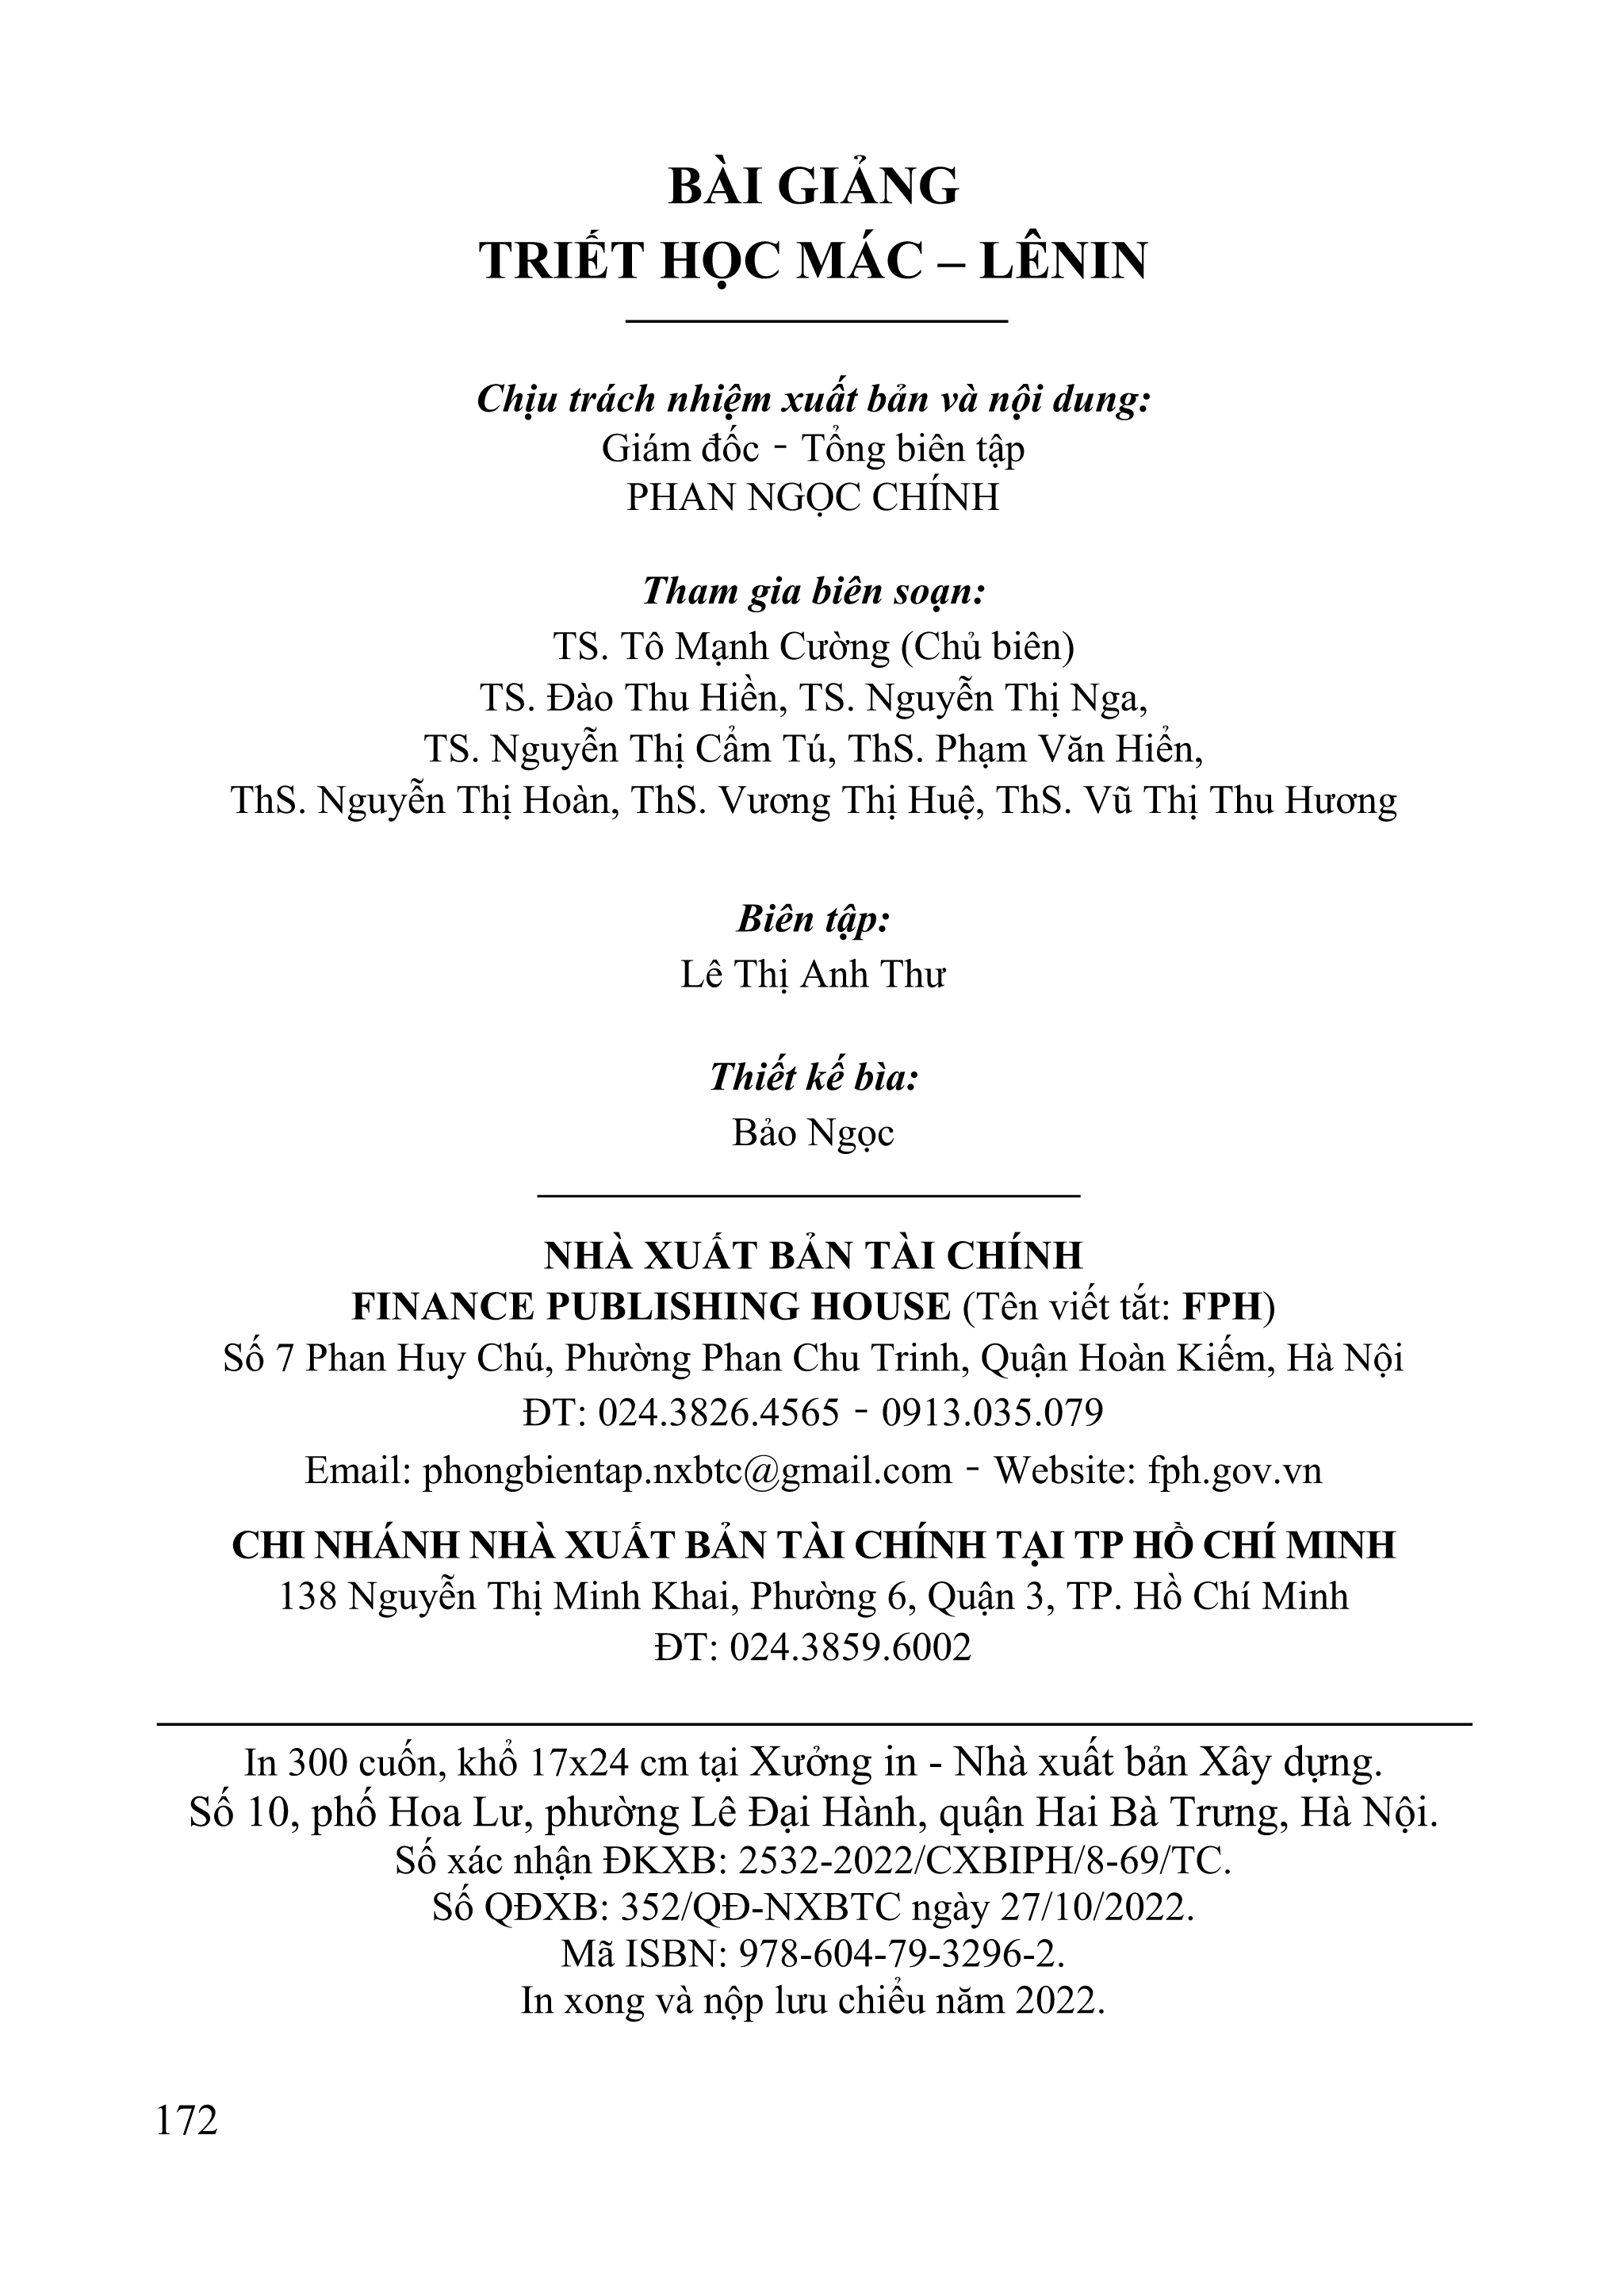 BÀI GIẢNG
TRIẾT HỌC MÁC – LÊNIN
Chịu trách nhiệm xuất bản và nội dung:
Giám đốc - Tổng biên tập
PHAN NGỌC CHÍNH
Tham gia biên soạn:
TS. Tô Mạnh Cường (Chủ biên)
TS. Đào Thu Hiền, TS. Nguyễn Thị Nga,
TS. Nguyễn Thị Cẩm Tú, ThS. Phạm Văn Hiển,
ThS. Nguyễn Thị Hoàn, ThS. Vương Thị Huệ, ThS. Vũ Thị Thu Hương
Biên tập:
Lê Thị Anh Thư
Thiết kế bìa:
Bảo Ngọc
NHÀ XUẤT BẢN TÀI CHÍNH
FINANCE PUBLISHING HOUSE (Tên viết tắt: FPH)
Số 7 Phan Huy Chú, Phường Phan Chu Trinh, Quận Hoàn Kiếm, Hà Nội
ĐT: 024.3826.4565 - 0913.035.079
Email: phongbientap.nxbtc@gmail.com - Website: fph.gov.vn
CHI NHÁNH NHÀ XUẤT BẢN TÀI CHÍNH TẠI TP HỒ CHÍ MINH
138 Nguyễn Thị Minh Khai, Phường 6, Quận 3, TP. Hồ Chí Minh
ĐT: 024.3859.6002
In 300 cuốn, khổ 17x24 cm tại Xưởng in - Nhà xuất bản Xây dựng.
Số 10, phố Hoa Lư, phường Lê Đại Hành, quận Hai Bà Trưng, Hà Nội.
Số xác nhận ĐKXB: 2532-2022/CXBIPH/8-69/TC.
Số QĐXB: 352/QĐ-NXBTC ngày 27/10/2022.
Mã ISBN: 978-604-79-3296-2.
In xong và nộp lưu chiểu năm 2022.
172